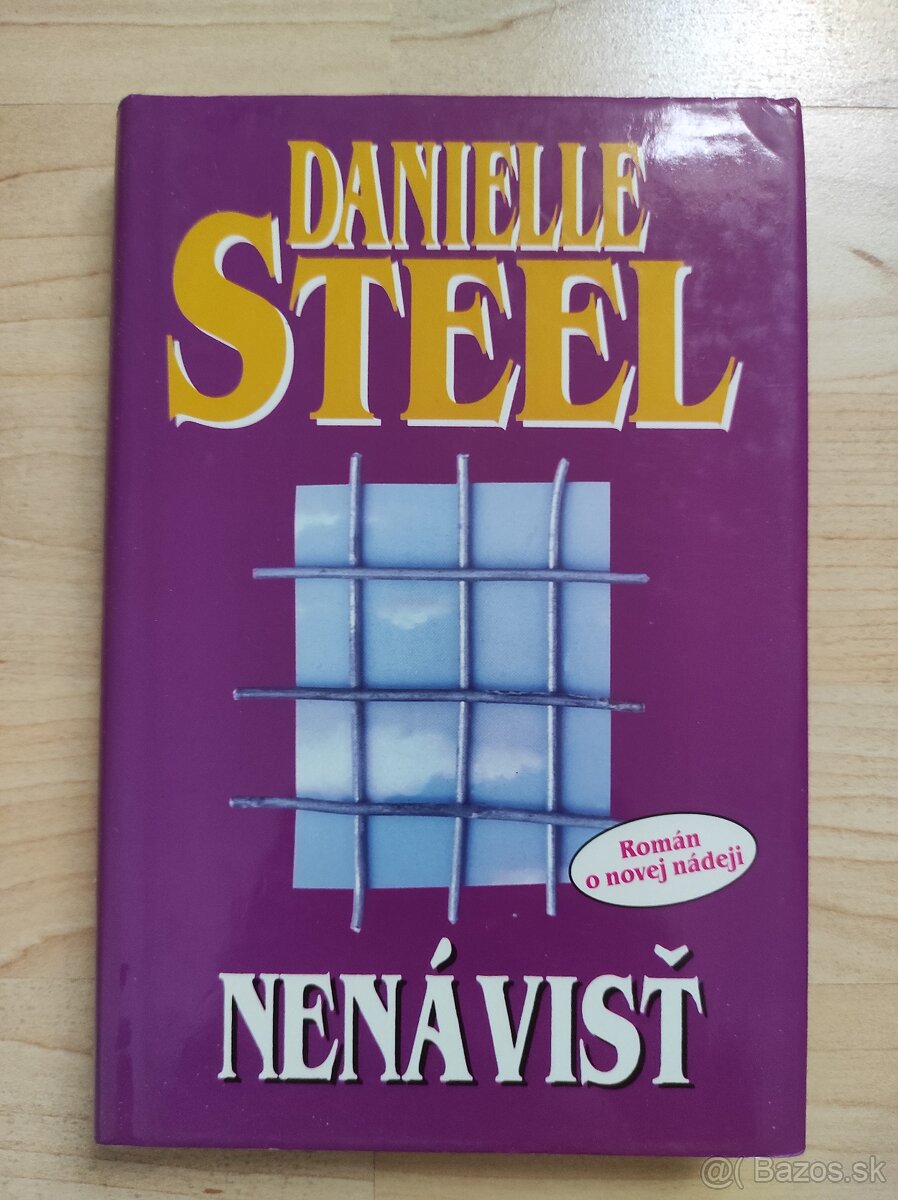 DANIELLE
STEEL
Román
o novej nádeji
NENÁVISŤ
@( Bazos.sk